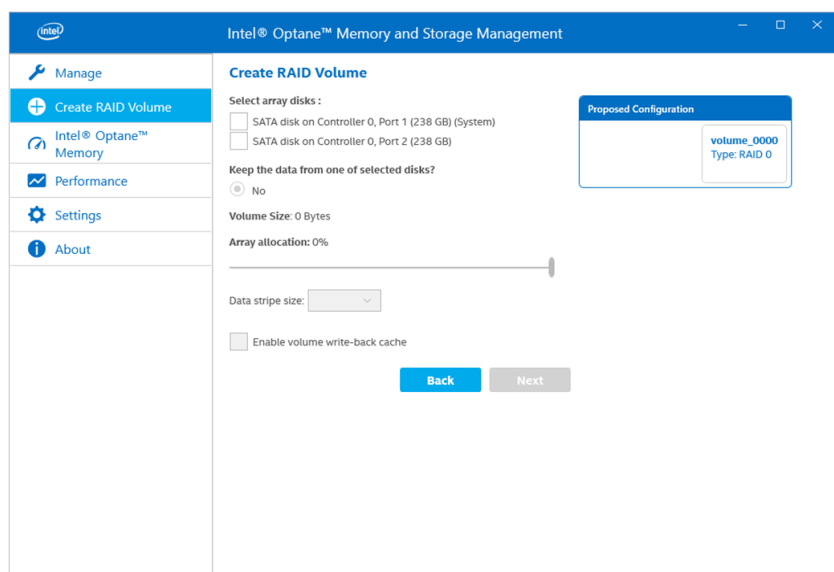 intel
Intel® Optane™ Memory and Storage Management
Manage
Create RAID Volume
Intel® Optane™
Memory
Performance
Settings
About
Create RAID Volume
Select array disks :
SATA disk on Controller 0, Port 1 (238 GB) (System)
SATA disk on Controller 0, Port 2 (238 GB)
Keep the data from one of selected disks?
No
Volume Size: 0 Bytes
Array allocation: 0%
Data stripe size:
Enable volume write-back cache
Back
Next
Proposed Configuration
volume_0000
Type: RAID 0